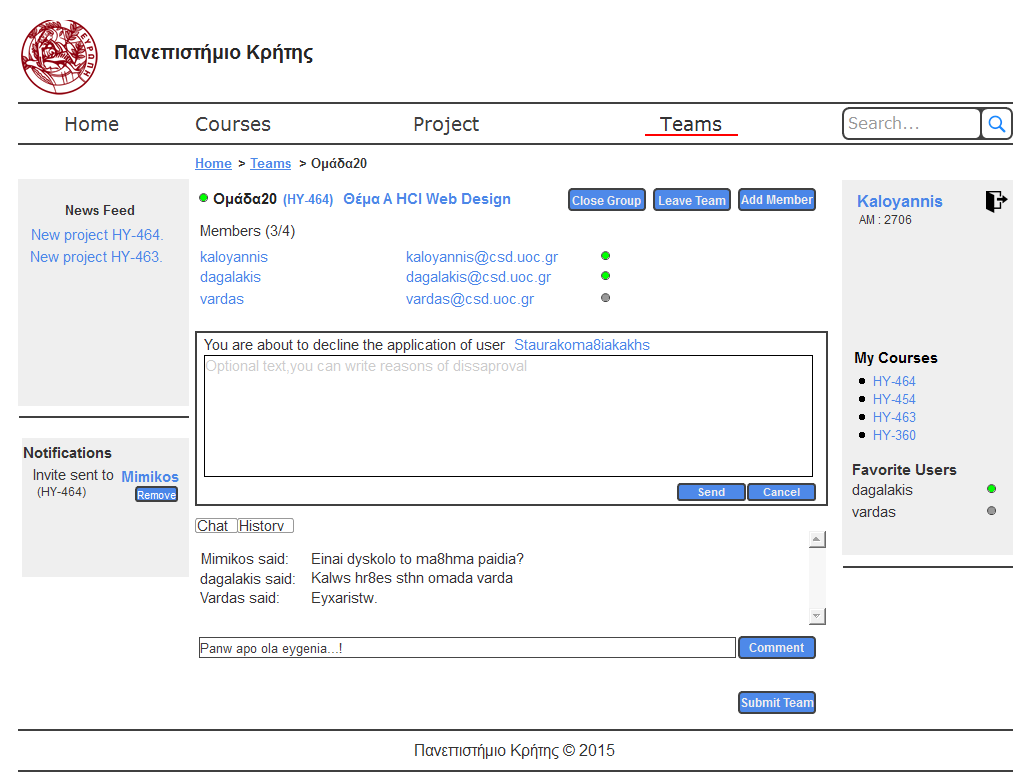 ΕΥΡΩΠΗ
Πανεπιστήμιο Κρήτης
Home Courses Project Teams Search...
Home > Teams > Ομάδα20
News Feed
New project HY-464.
New project HY-463.
Notifications
Invite sent to Mimikos
(HY-464) Remove
Ομάδα20 (HY-464) Θέμα Α HCI Web Design Close Group Leave Team Add Member
Members (3/4)
kaloyannis kaloyannis@csd.uoc.gr
dagalakis dagalakis@csd.uoc.gr
vardas vardas@csd.uoc.gr
You are about to decline the application of user Staurakoma8iakakhs
Optional text,you can write reasons of dissaproval
Send Cancel
Chat History
Mimikos said: Einai dyskolo to ma8hma paidia?
dagalakis said: Kalws hr8es sthn omada varda
Vardas said: Eyxaristw.
Panw apo ola eygenia...! Comment
Submit Team
Kaloyannis
AM : 2706
My Courses
HY-464
HY-454
HY-463
HY-360
Favorite Users
dagalakis
vardas
Πανεπιστήμιο Κρήτης © 2015